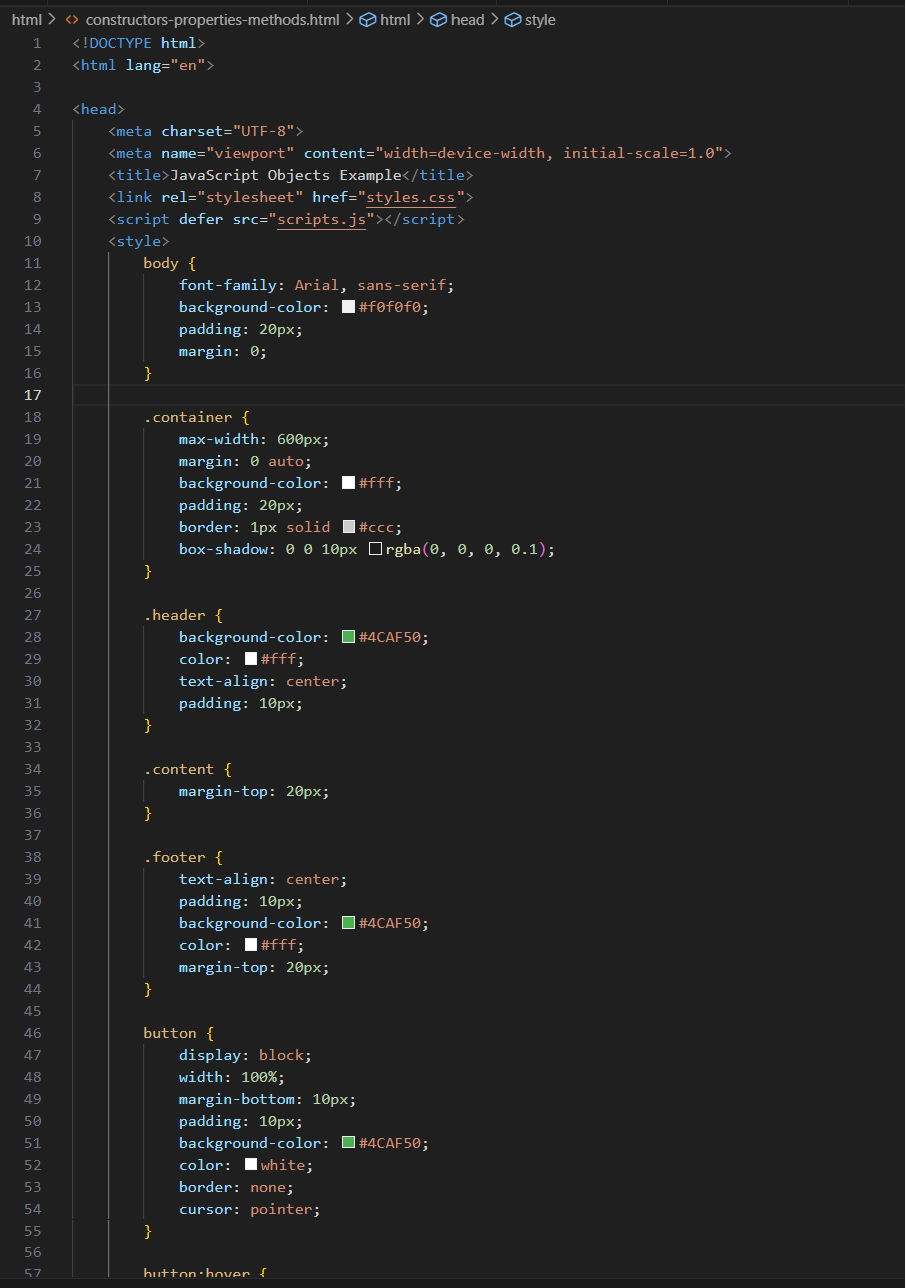 html > constructors-properties-methods.html > html > head > style
1 <!DOCTYPE html>
2 <html lang="en">
3
4 <head>
5     <meta charset="UTF-8">
6     <meta name="viewport" content="width=device-width, initial-scale=1.0">
7     <title>JavaScript Objects Example</title>
8     <link rel="stylesheet" href="styles.css">
9     <script defer src="scripts.js"></script>
10     <style>
11         body {
12             font-family: Arial, sans-serif;
13             background-color: #f0f0f0;
14             padding: 20px;
15             margin: 0;
16         }
17
18         .container {
19             max-width: 600px;
20             margin: 0 auto;
21             background-color: #fff;
22             padding: 20px;
23             border: 1px solid #ccc;
24             box-shadow: 0 0 10px rgba(0, 0, 0, 0.1);
25         }
26
27         .header {
28             background-color: #4CAF50;
29             color: #fff;
30             text-align: center;
31             padding: 10px;
32         }
33
34         .content {
35             margin-top: 20px;
36         }
37
38         .footer {
39             text-align: center;
40             padding: 10px;
41             background-color: #4CAF50;
42             color: #fff;
43             margin-top: 20px;
44         }
45
46         button {
47             display: block;
48             width: 100%;
49             margin-bottom: 10px;
50             padding: 10px;
51             background-color: #4CAF50;
52             color: white;
53             border: none;
54             cursor: pointer;
55         }
56
57         button:hover {